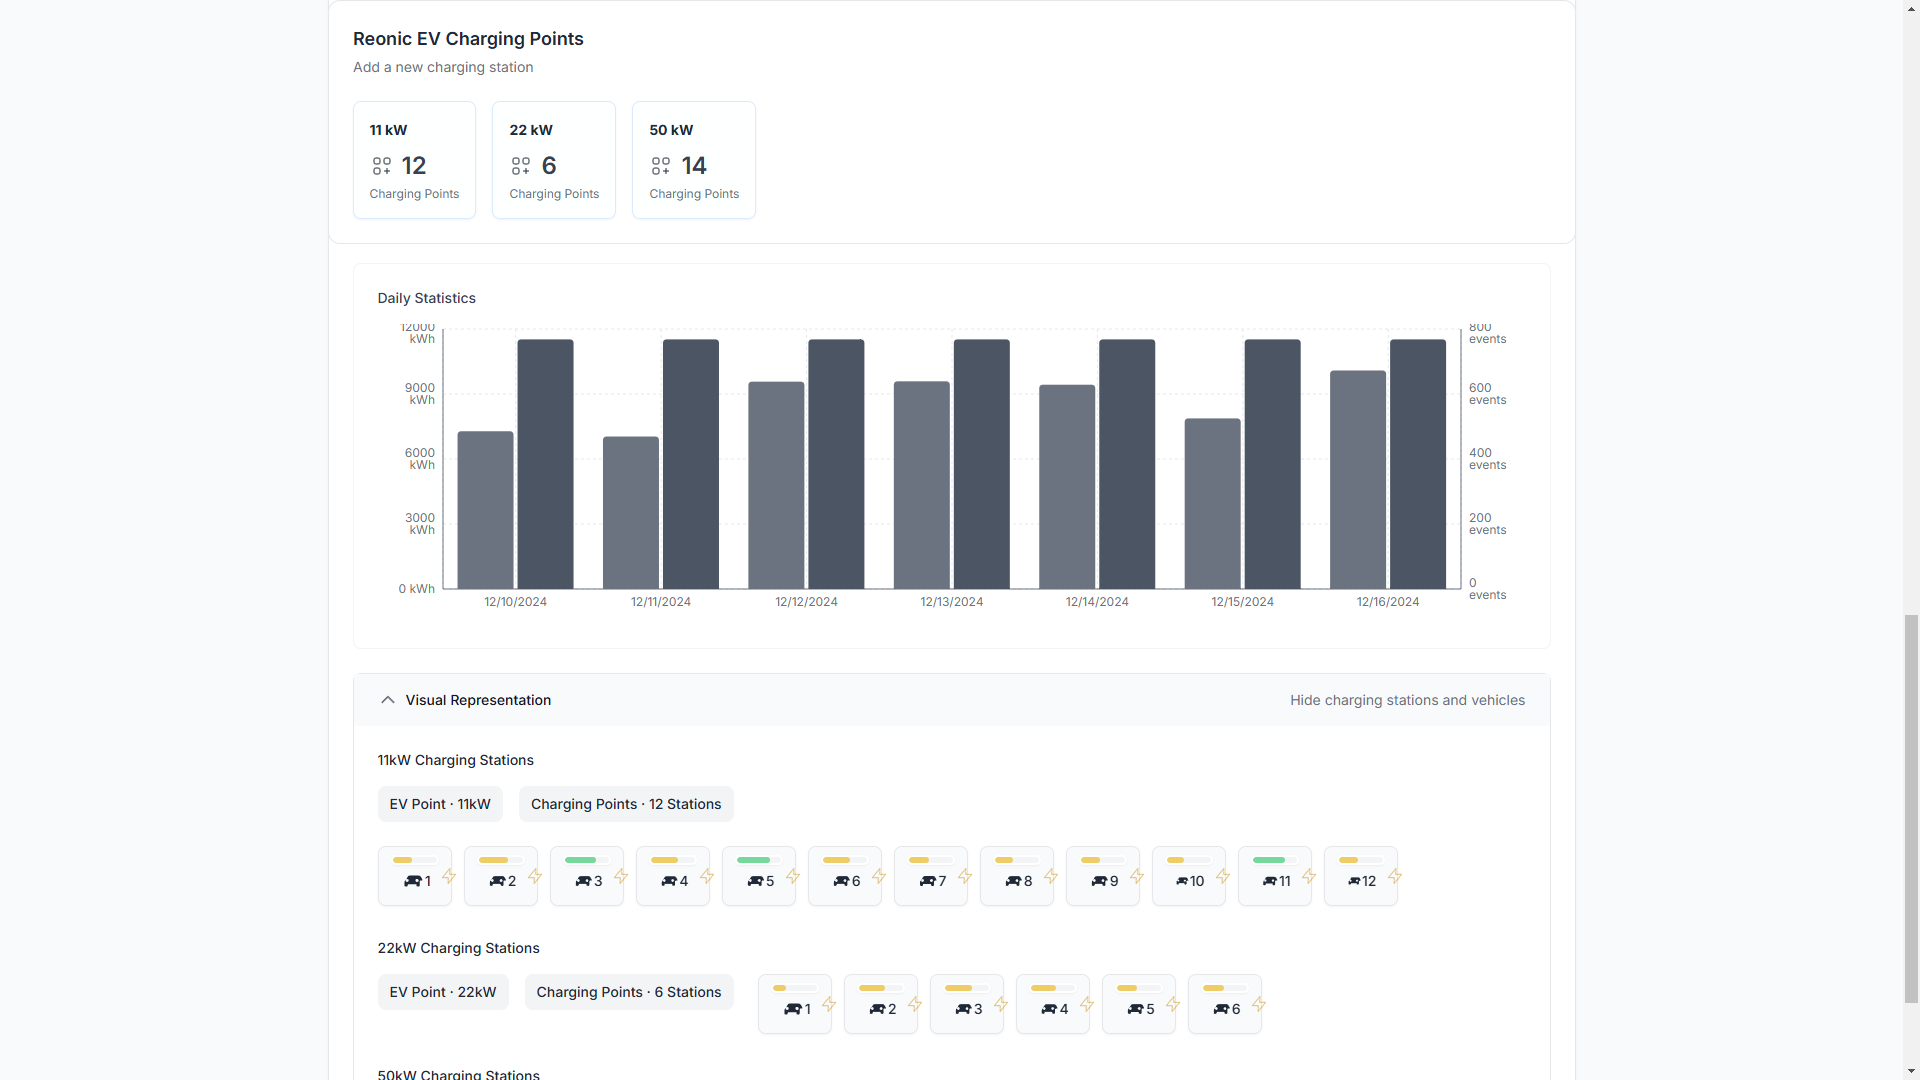 Reonic EV Charging Points
Add a new charging station
11 kW
12
Charging Points
22 kW
6
Charging Points
50 kW
14
Charging Points
Daily Statistics
12000 kWh
9000 kWh
6000 kWh
3000 kWh
0 kWh
800 events
600 events
400 events
200 events
0 events
12/10/2024
12/11/2024
12/12/2024
12/13/2024
12/14/2024
12/15/2024
12/16/2024
Visual Representation
Hide charging stations and vehicles
11kW Charging Stations
EV Point · 11kW
Charging Points · 12 Stations
1
2
3
4
5
6
7
8
9
10
11
12
22kW Charging Stations
EV Point · 22kW
Charging Points · 6 Stations
1
2
3
4
5
6
50kW Charging Stations